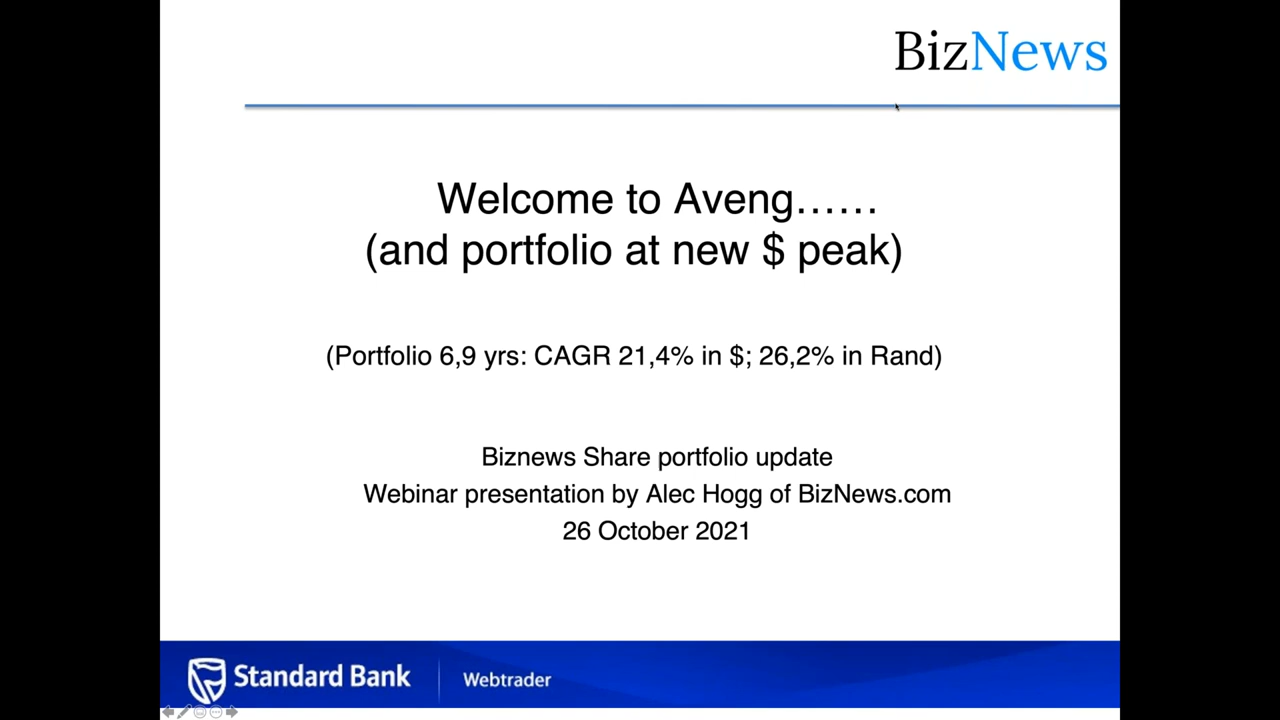 BizNews
Welcome to Aveng......
(and portfolio at new $ peak)
(Portfolio 6,9 yrs: CAGR 21,4% in $; 26,2% in Rand)
Biznews Share portfolio update
Webinar presentation by Alec Hogg of BizNews.com
26 October 2021
Standard Bank
Webtrader